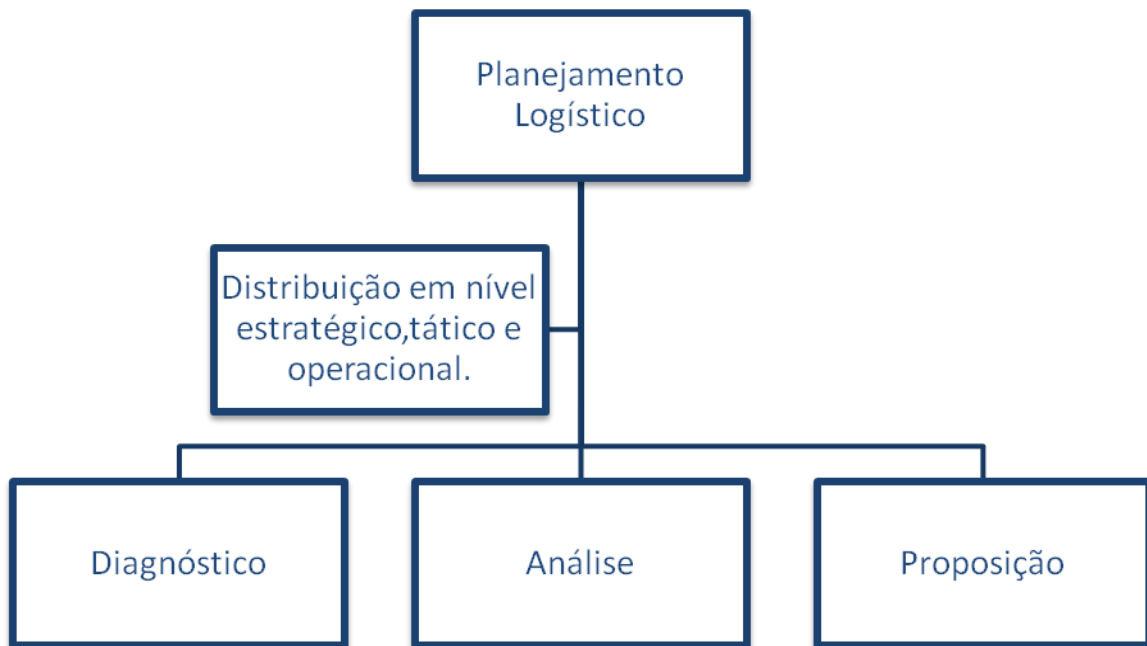 Planejamento
Logístico
Distribuição em nível
estratégico,tático e
operacional.
Diagnóstico
Análise
Proposição